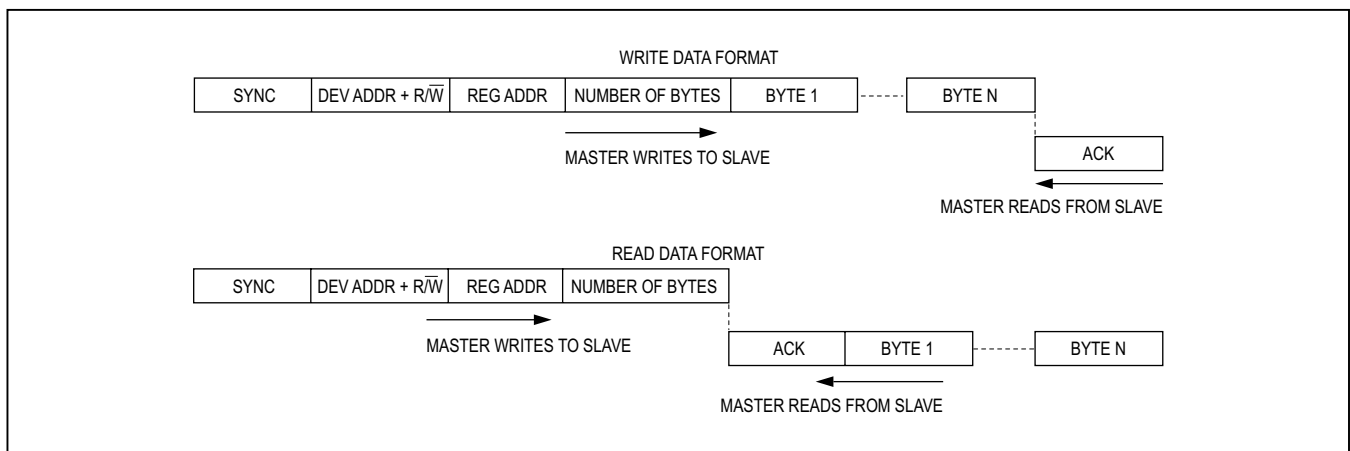 WRITE DATA FORMAT
SYNC DEV ADDR + R/W̅ REG ADDR NUMBER OF BYTES BYTE 1 BYTE N
MASTER WRITES TO SLAVE
ACK
MASTER READS FROM SLAVE
READ DATA FORMAT
SYNC DEV ADDR + R/W̅ REG ADDR NUMBER OF BYTES
MASTER WRITES TO SLAVE
ACK BYTE 1 BYTE N
MASTER READS FROM SLAVE